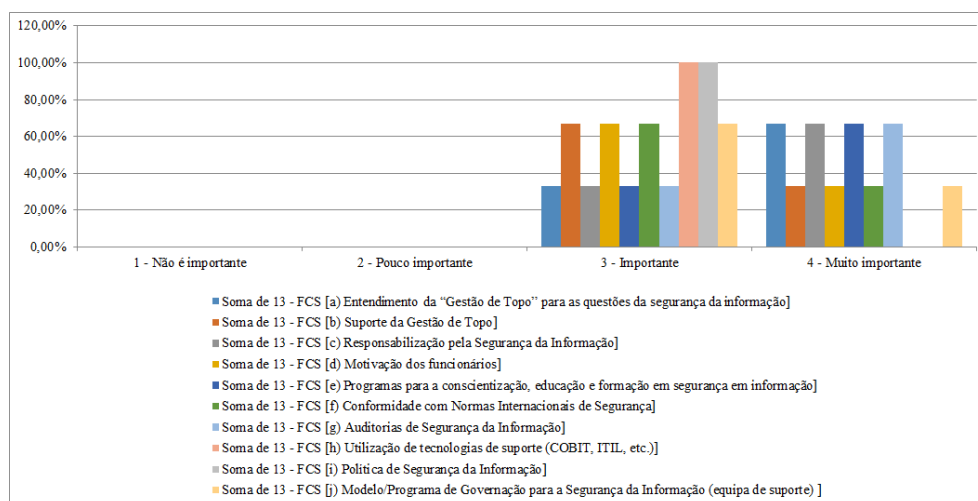 120,00%
100,00%
80,00%
60,00%
40,00%
20,00%
0,00%
1 - Não é importante
2 - Pouco importante
3 - Importante
4 - Muito importante
Soma de 13 - FCS [a) Entendimento da “Gestão de Topo” para as questões da segurança da informação]
Soma de 13 - FCS [b) Suporte da Gestão de Topo]
Soma de 13 - FCS [c) Responsabilização pela Segurança da Informação]
Soma de 13 - FCS [d) Motivação dos funcionários]
Soma de 13 - FCS [e) Programas para a conscientização, educação e formação em segurança em informação]
Soma de 13 - FCS [f) Conformidade com Normas Internacionais de Segurança]
Soma de 13 - FCS [g) Auditorias de Segurança da Informação]
Soma de 13 - FCS [h) Utilização de tecnologias de suporte (COBIT, ITIL, etc.)]
Soma de 13 - FCS [i) Politica de Segurança da Informação]
Soma de 13 - FCS [j) Modelo/Programa de Governação para a Segurança da Informação (equipa de suporte) ]